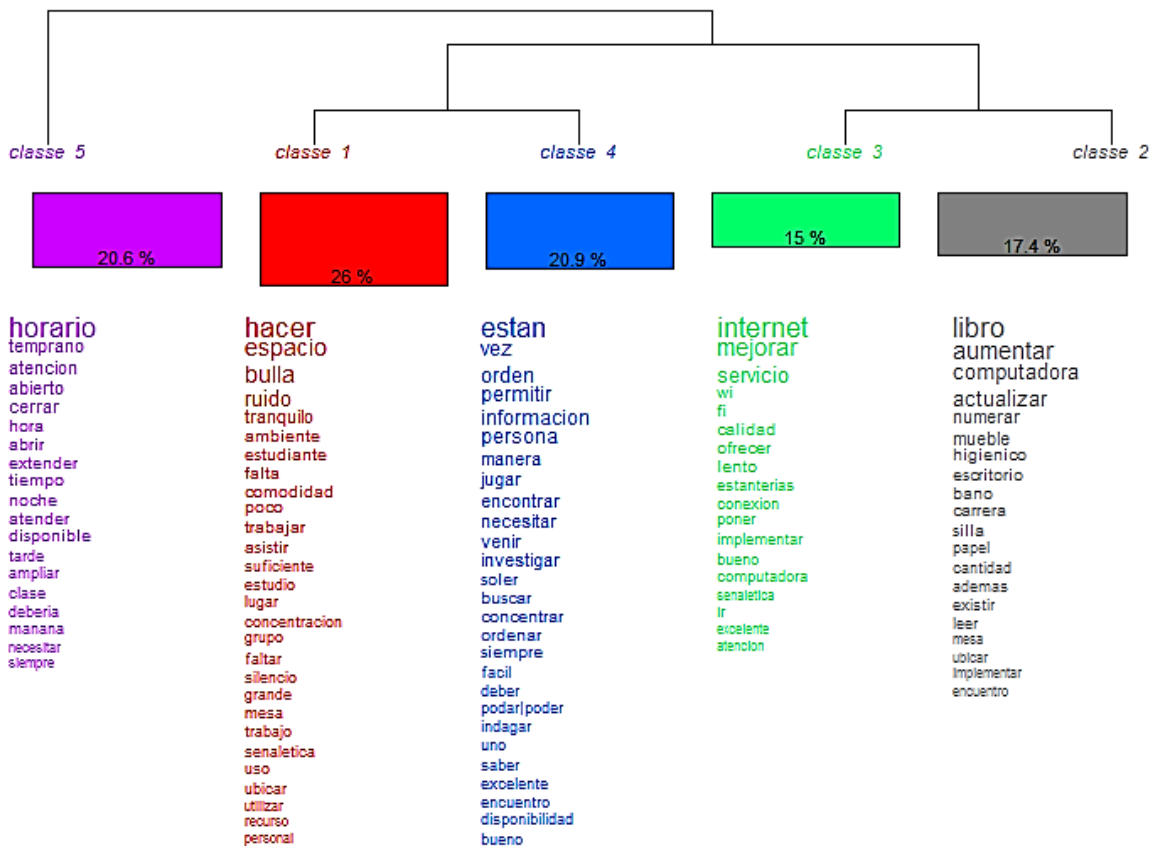 classe 5
classe 1
classe 4
classe 3
classe 2
20.6 %
26 %
20.9 %
15 %
17.4 %
horario
temprano
atencion
abierto
cerrar
hora
abrir
extender
tiempo
noche
atender
disponible
tarde
ampliar
clase
deberia
manana
necesitar
siempre
hacer
espacio
bulla
ruido
tranquilo
ambiente
estudiante
falta
comodidad
poco
trabajar
asistir
suficiente
estudio
lugar
concentracion
grupo
faltar
silencio
grande
mesa
trabajo
senaletica
uso
ubicar
utilizar
recurso
personal
estan
vez
orden
permitir
informacion
persona
manera
jugar
encontrar
necesitar
venir
investigar
soler
buscar
concentrar
ordenar
siempre
facil
deber
podar|poder
indagar
uno
saber
excelente
encuentro
disponibilidad
bueno
internet
mejorar
servicio
wi
fi
calidad
ofrecer
lento
estanterias
conexion
poner
implementar
bueno
computadora
senaletica
ir
excelente
atencion
libro
aumentar
computadora
actualizar
numerar
mueble
higienico
escritorio
bano
carrera
silla
papel
cantidad
ademas
existir
leer
mesa
ubicar
implementar
encuentro